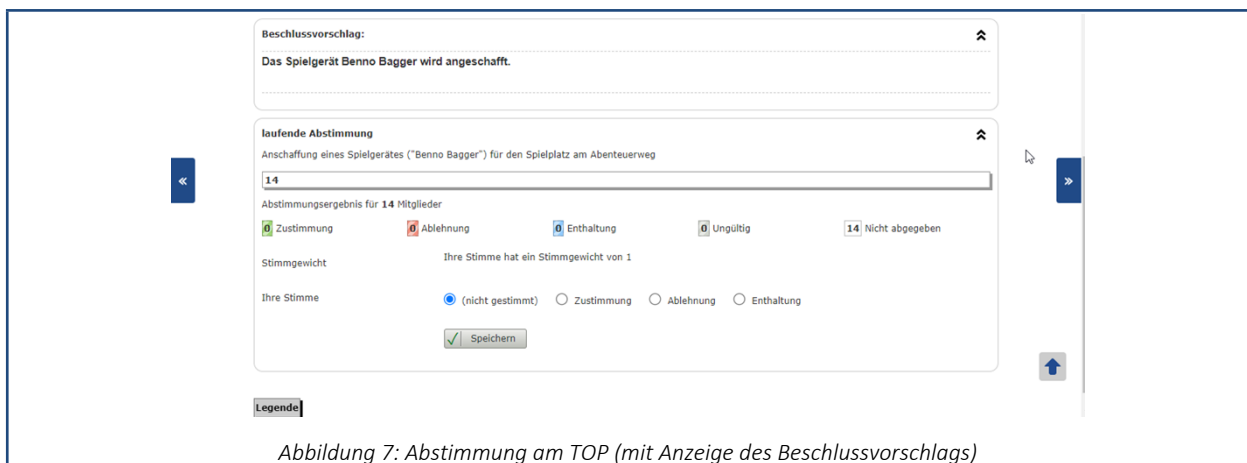 Beschlussvorschlag:
Das Spielgerät Benno Bagger wird angeschafft.
laufende Abstimmung
Anschaffung eines Spielgerätes ("Benno Bagger") für den Spielplatz am Abenteuerweg
14
Abstimmungsergebnis für 14 Mitglieder
0 Zustimmung 0 Ablehnung 0 Enthaltung 0 Ungültig 14 Nicht abgegeben
Stimmgewicht Ihre Stimme hat ein Stimmgewicht von 1
Ihre Stimme (nicht gestimmt) Zustimmung Ablehnung Enthaltung
Speichern
Legende
Abbildung 7: Abstimmung am TOP (mit Anzeige des Beschlussvorschlags)